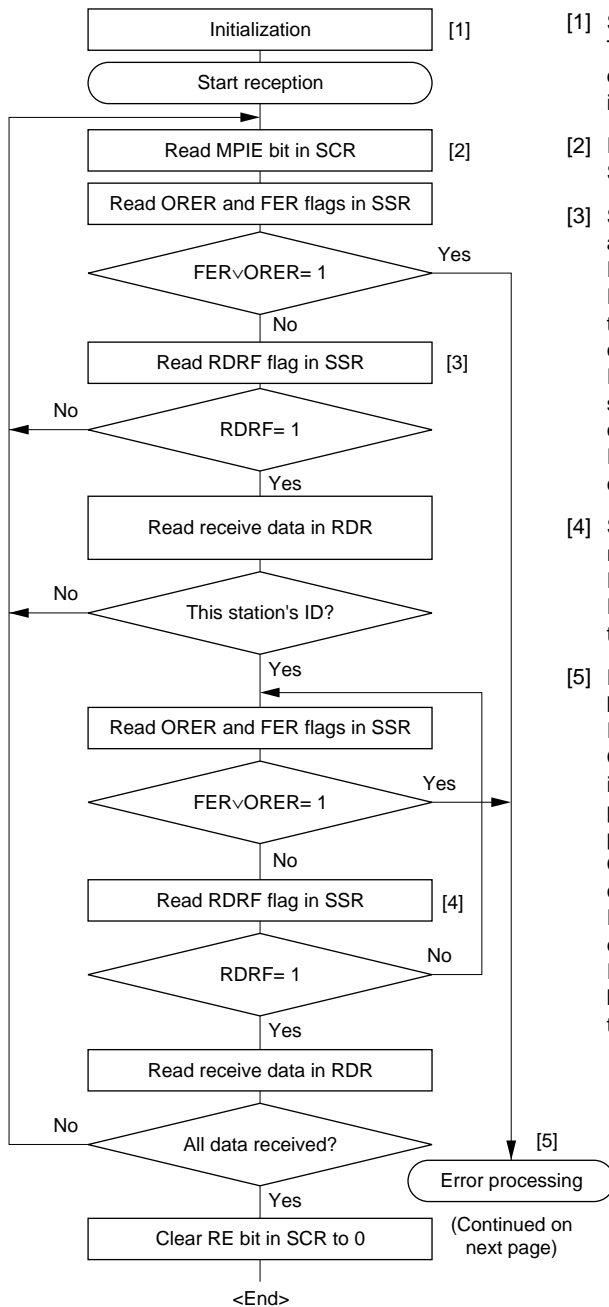 Initialization [1]
Start reception
Read MPIE bit in SCR [2]
Read ORER and FER flags in SSR
FER∨ORER= 1
Yes
No
Read RDRF flag in SSR [3]
No
RDRF= 1
Yes
Read receive data in RDR
No
This station's ID?
Yes
Read ORER and FER flags in SSR
FER∨ORER= 1
Yes
No
Read RDRF flag in SSR [4]
RDRF= 1
No
Yes
Read receive data in RDR
No
All data received?
[5]
Error processing
Yes
(Continued on
next page)
Clear RE bit in SCR to 0
<End>
[1]
[2]
[3]
[4]
[5]